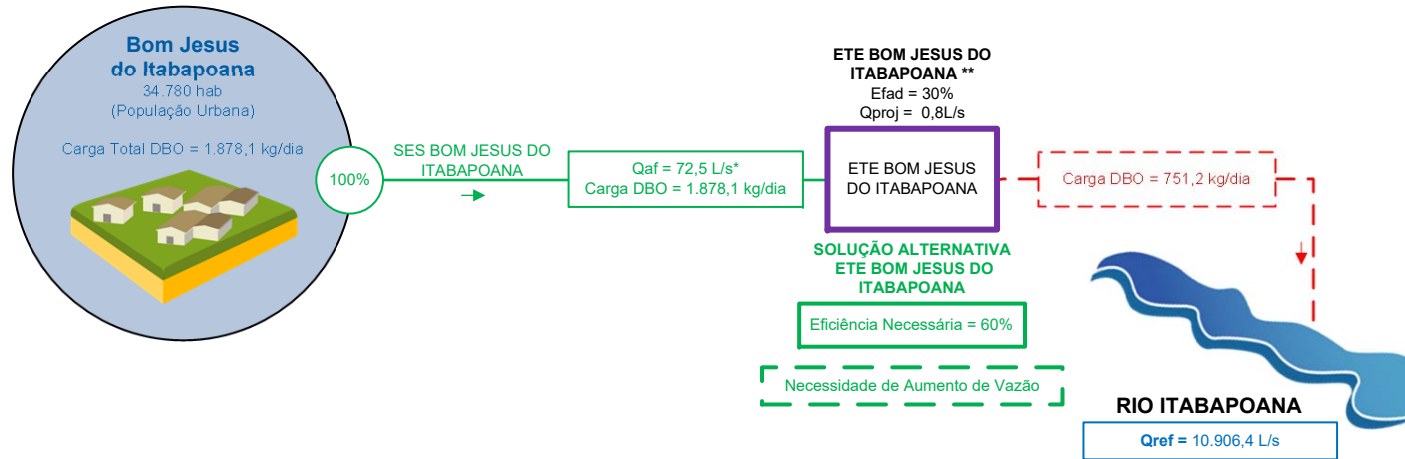 Bom Jesus
do Itabapoana
34.780 hab
(População Urbana)
Carga Total DBO = 1.878,1 kg/dia
100%
SES BOM JESUS DO
ITABAPOANA
Qaf = 72,5 L/s*
Carga DBO = 1.878,1 kg/dia
ETE BOM JESUS DO
ITABAPOANA **
Efad = 30%
Qproj = 0,8L/s
ETE BOM JESUS
DO ITABAPOANA
SOLUÇÃO ALTERNATIVA
ETE BOM JESUS DO
ITABAPOANA
Eficiência Necessária = 60%
Necessidade de Aumento de Vazão
Carga DBO = 751,2 kg/dia
RIO ITABAPOANA
Qref = 10.906,4 L/s